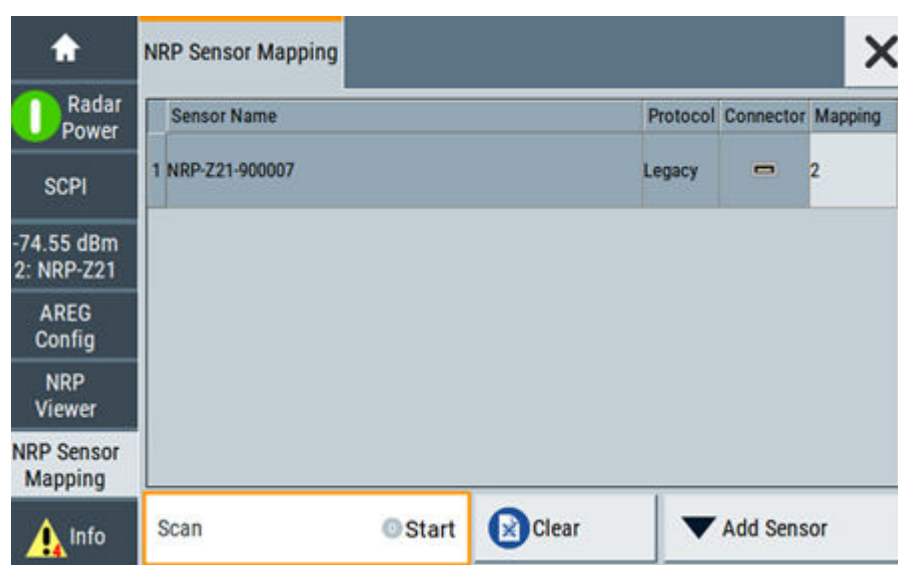 NRP Sensor Mapping
Radar
Power
SCPI
-74.55 dBm
2: NRP-Z21
AREG
Config
NRP
Viewer
NRP Sensor
Mapping
4
Info
Sensor Name Protocol Connector Mapping
1 NRP-Z21-900007 Legacy 2
Scan Start Clear Add Sensor